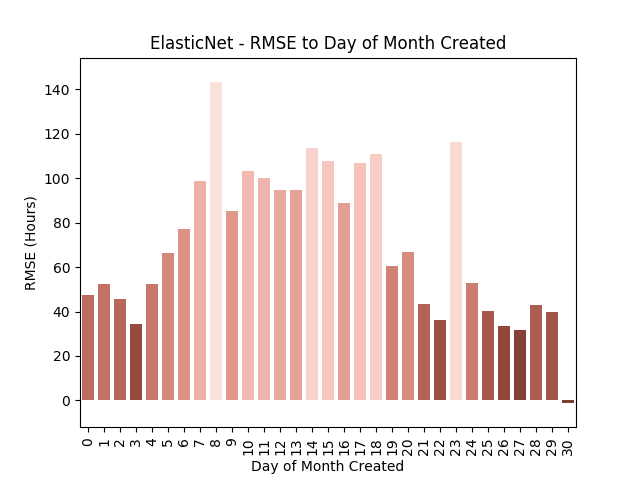 ElasticNet - RMSE to Day of Month Created
140
120
100
80
60
40
20
0
RMSE (Hours)
0 1 2 3 4 5 6 7 8 9 10 11 12 13 14 15 16 17 18 19 20 21 22 23 24 25 26 27 28 29 30
Day of Month Created